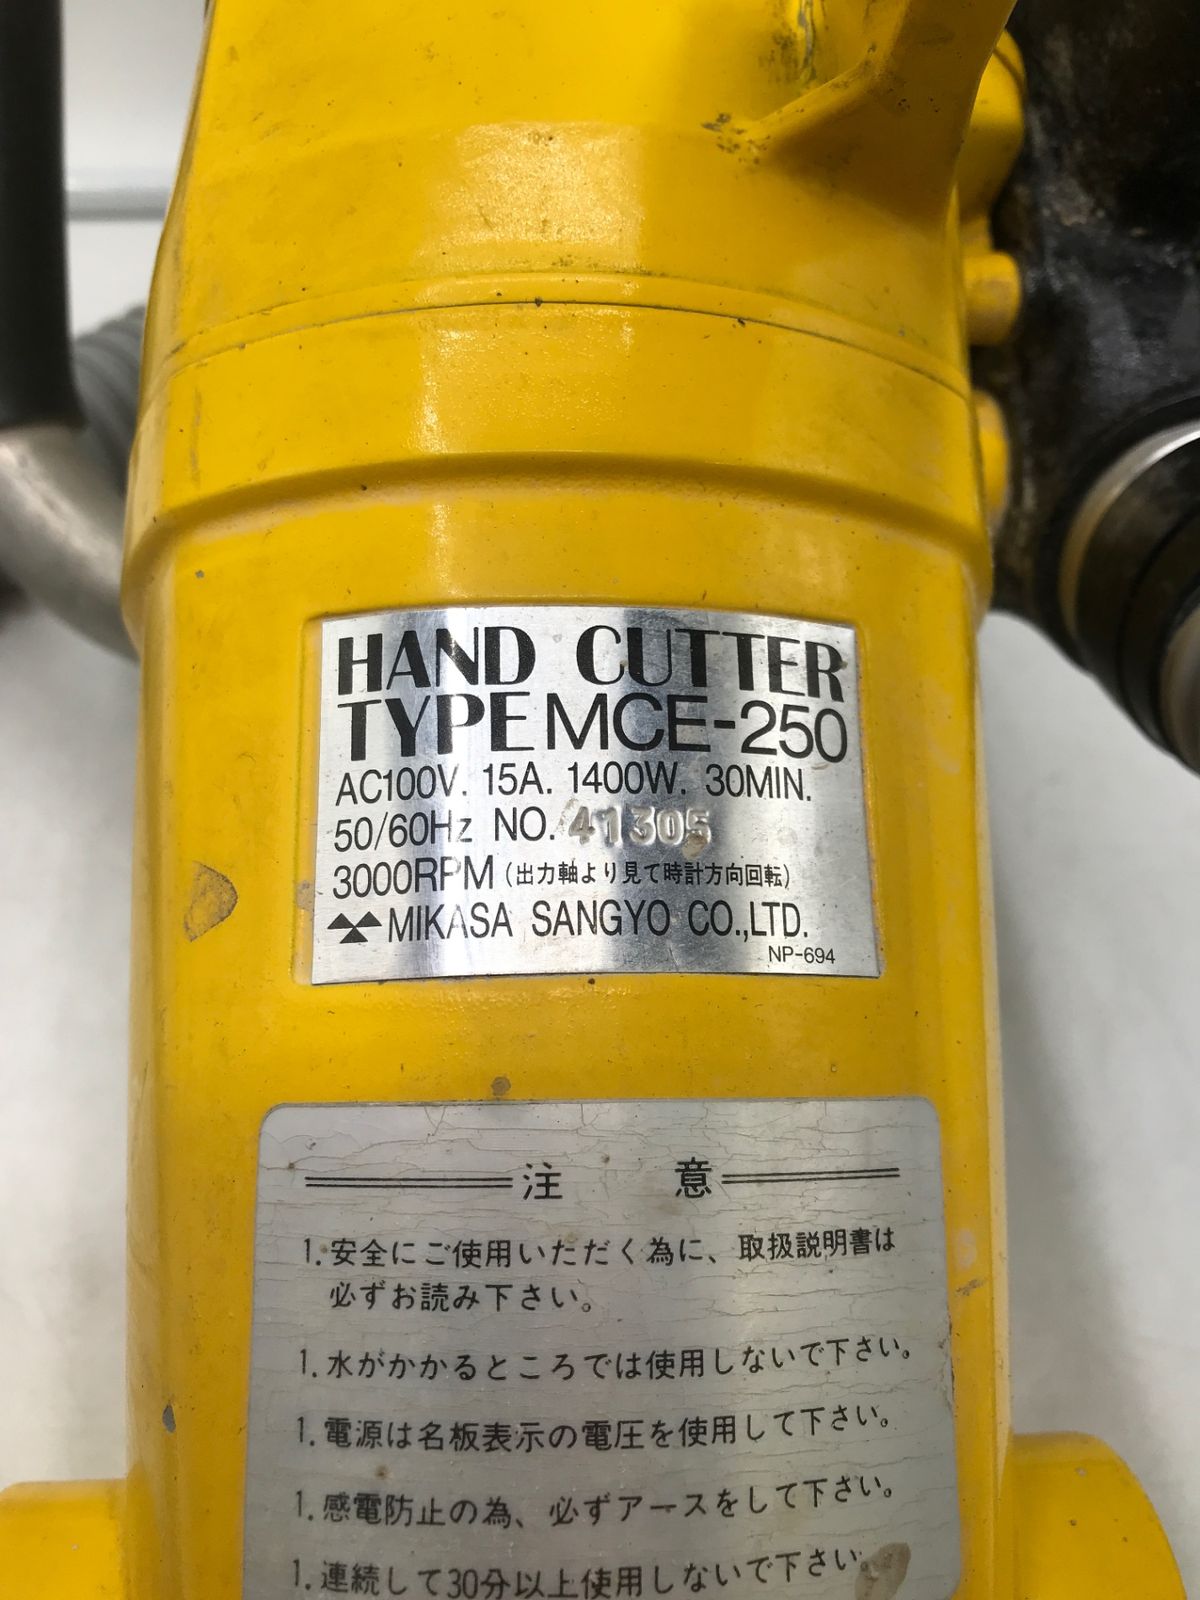 HAND CUTTER
TYPE MCE-250
AC100V. 15A. 1400W. 30MIN.
50/60Hz NO. 41305
3000RPM (出力軸より見て時計方向回転)
MIKASA SANGYO CO.,LTD.
NP-694
注意
1. 安全にご使用いただく為に、取扱説明書は
必ずお読み下さい。
1. 水がかかるところでは使用しないで下さい。
1. 電源は名板表示の電圧を使用して下さい。
1. 感電防止の為、必ずアースをして下さい。
1. 連続して30分以上使用しないで下さい。